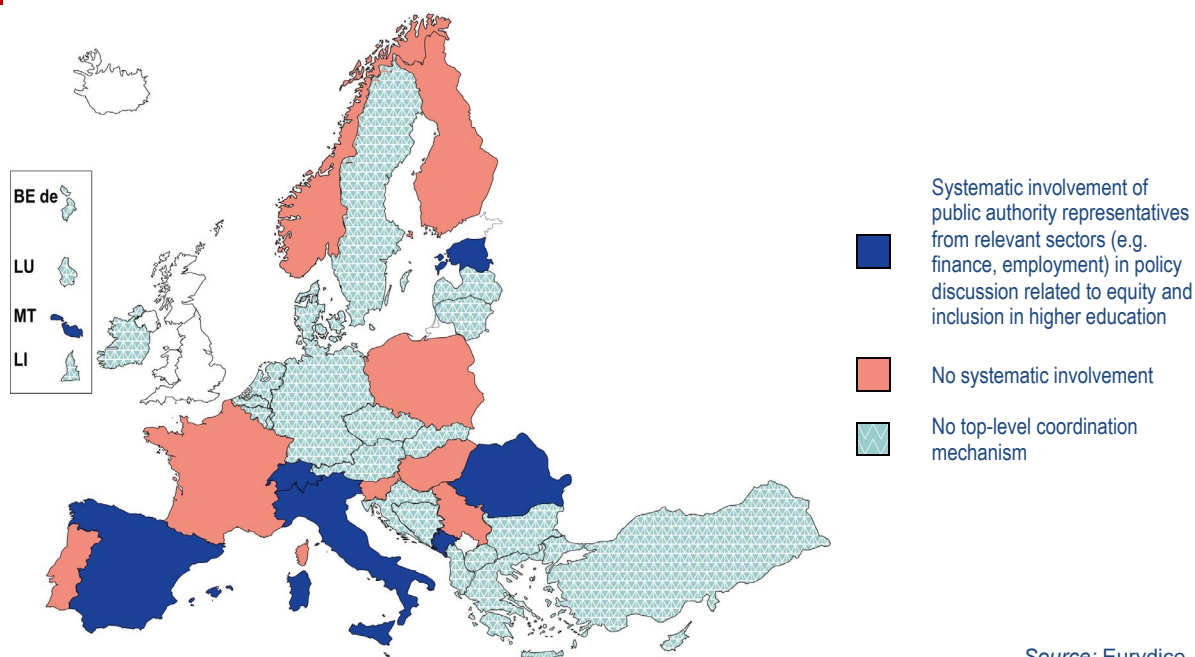 BE de
LU
MT
LI
Systematic involvement of
public authority representatives
from relevant sectors (e.g.
finance, employment) in policy
discussion related to equity and
inclusion in higher education
No systematic involvement
No top-level coordination
mechanism
Source: Eurydice